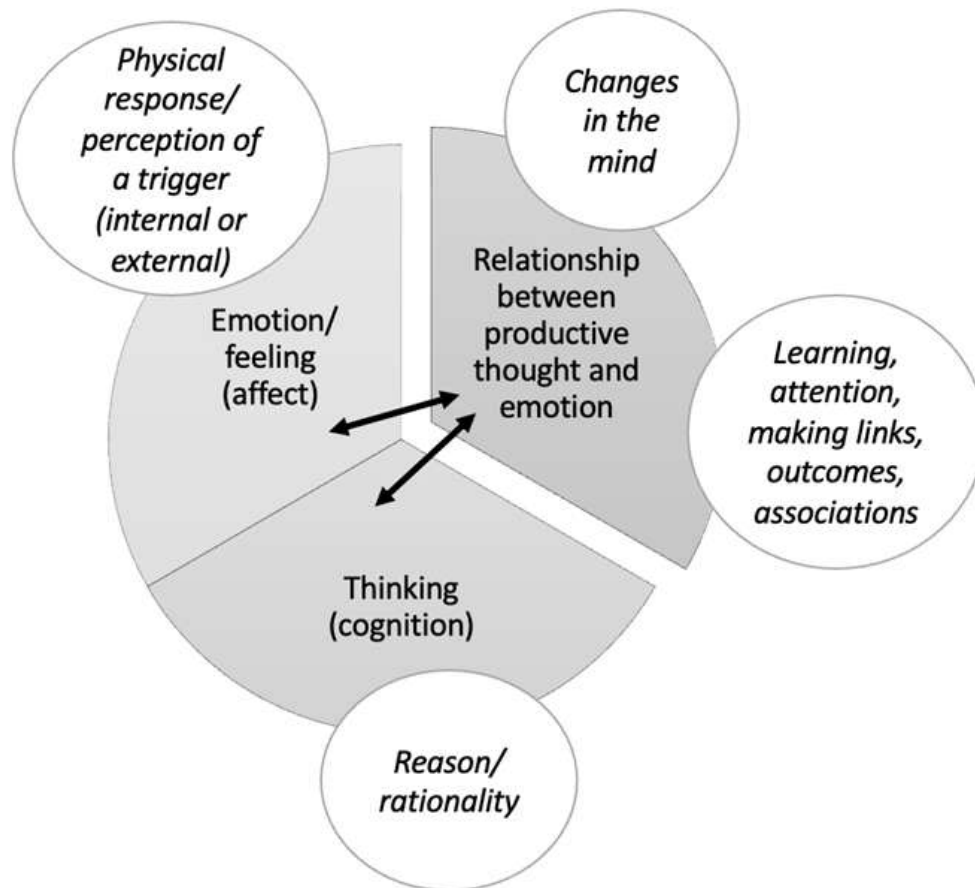 Physical
response/
perception of
a trigger
(internal or
external)
Changes
in the
mind
Emotion/
feeling
(affect)
Relationship
between
productive
thought and
emotion
Learning,
attention,
making links,
outcomes,
associations
Thinking
(cognition)
Reason/
rationality